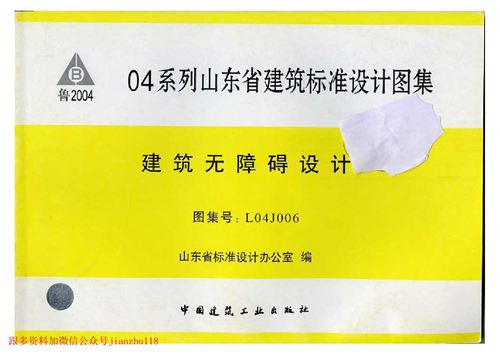 鲁2004
04系列山东省建筑标准设计图集
建筑无障碍设计
图集号：L04J006
山东省标准设计办公室 编
中国建筑工业出版社
跟多资料加微信公众号jianzhu118